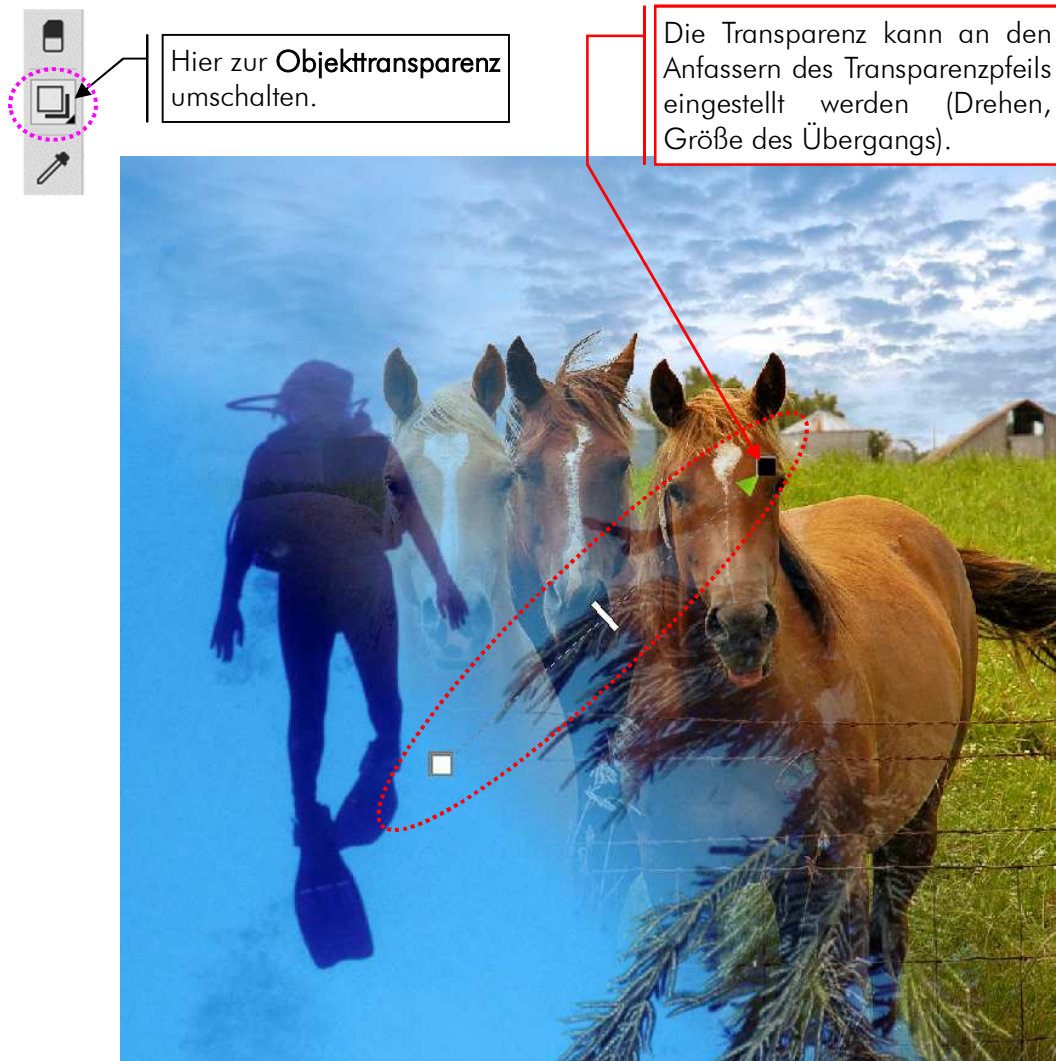 Hier zur Objekttransparenz
umschalten.
Die Transparenz kann an den
Anfassern des Transparenzpfeils
eingestellt werden (Drehen,
Größe des Übergangs).